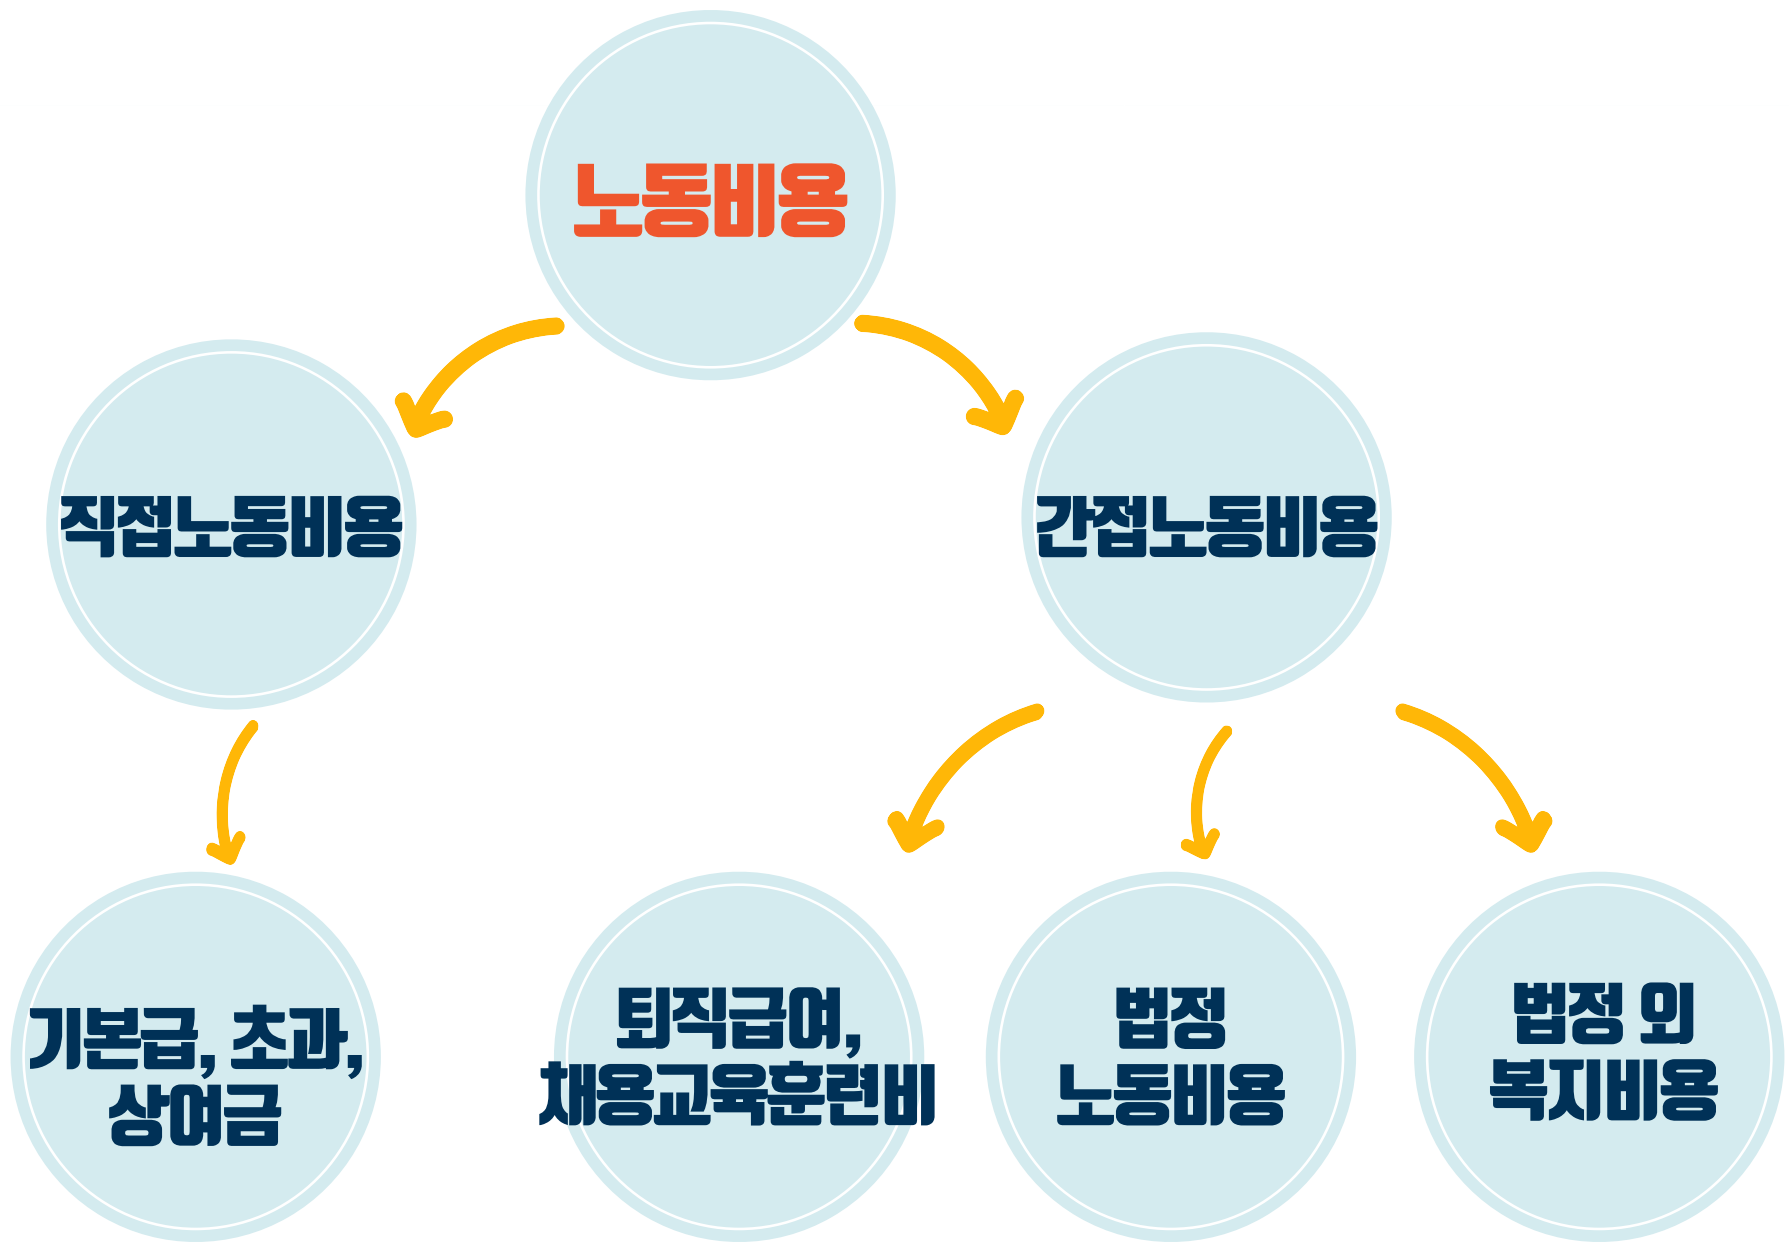 노동비용
직접노동비용
간접노동비용
기본급, 초과,
상여금
퇴직급여,
채용교육훈련비
법정
노동비용
법정 외
복지비용